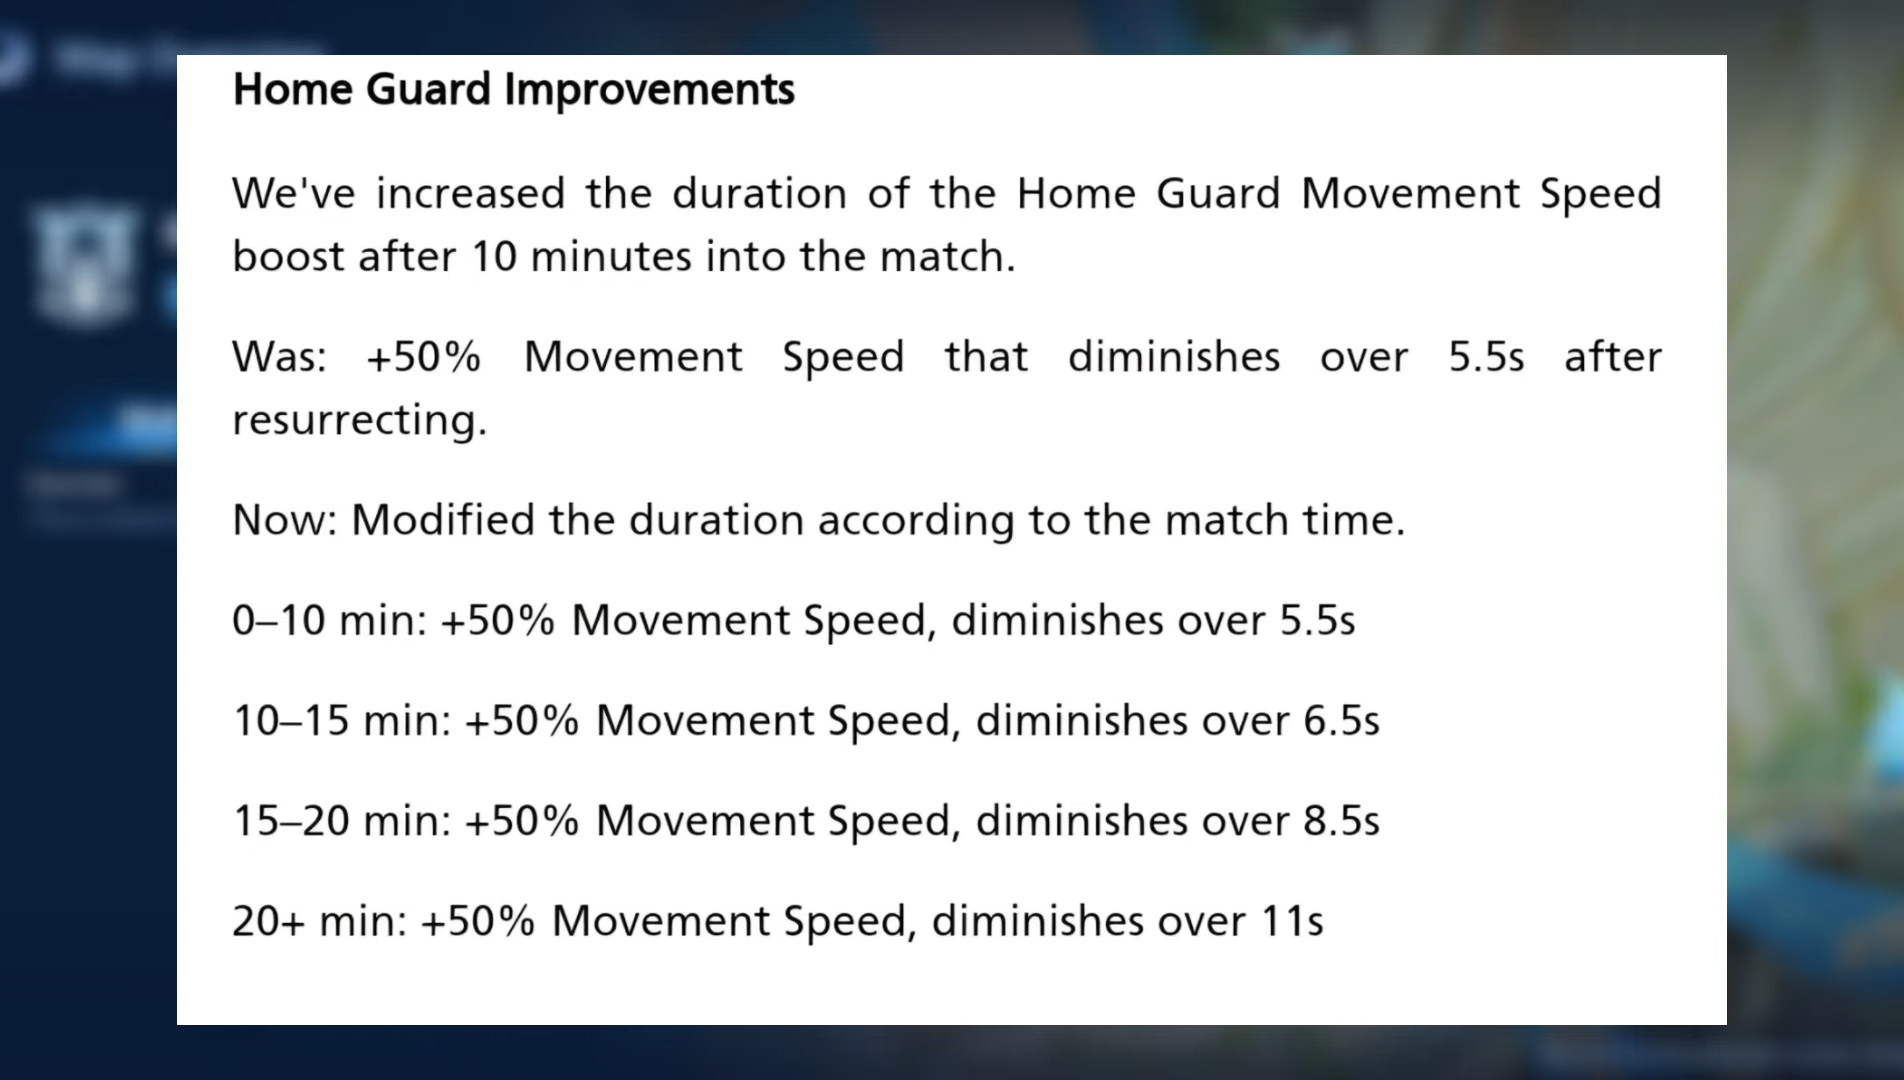 Home Guard Improvements
We've increased the duration of the Home Guard Movement Speed
boost after 10 minutes into the match.
Was: +50% Movement Speed that diminishes over 5.5s after
resurrecting.
Now: Modified the duration according to the match time.
0–10 min: +50% Movement Speed, diminishes over 5.5s
10–15 min: +50% Movement Speed, diminishes over 6.5s
15–20 min: +50% Movement Speed, diminishes over 8.5s
20+ min: +50% Movement Speed, diminishes over 11s